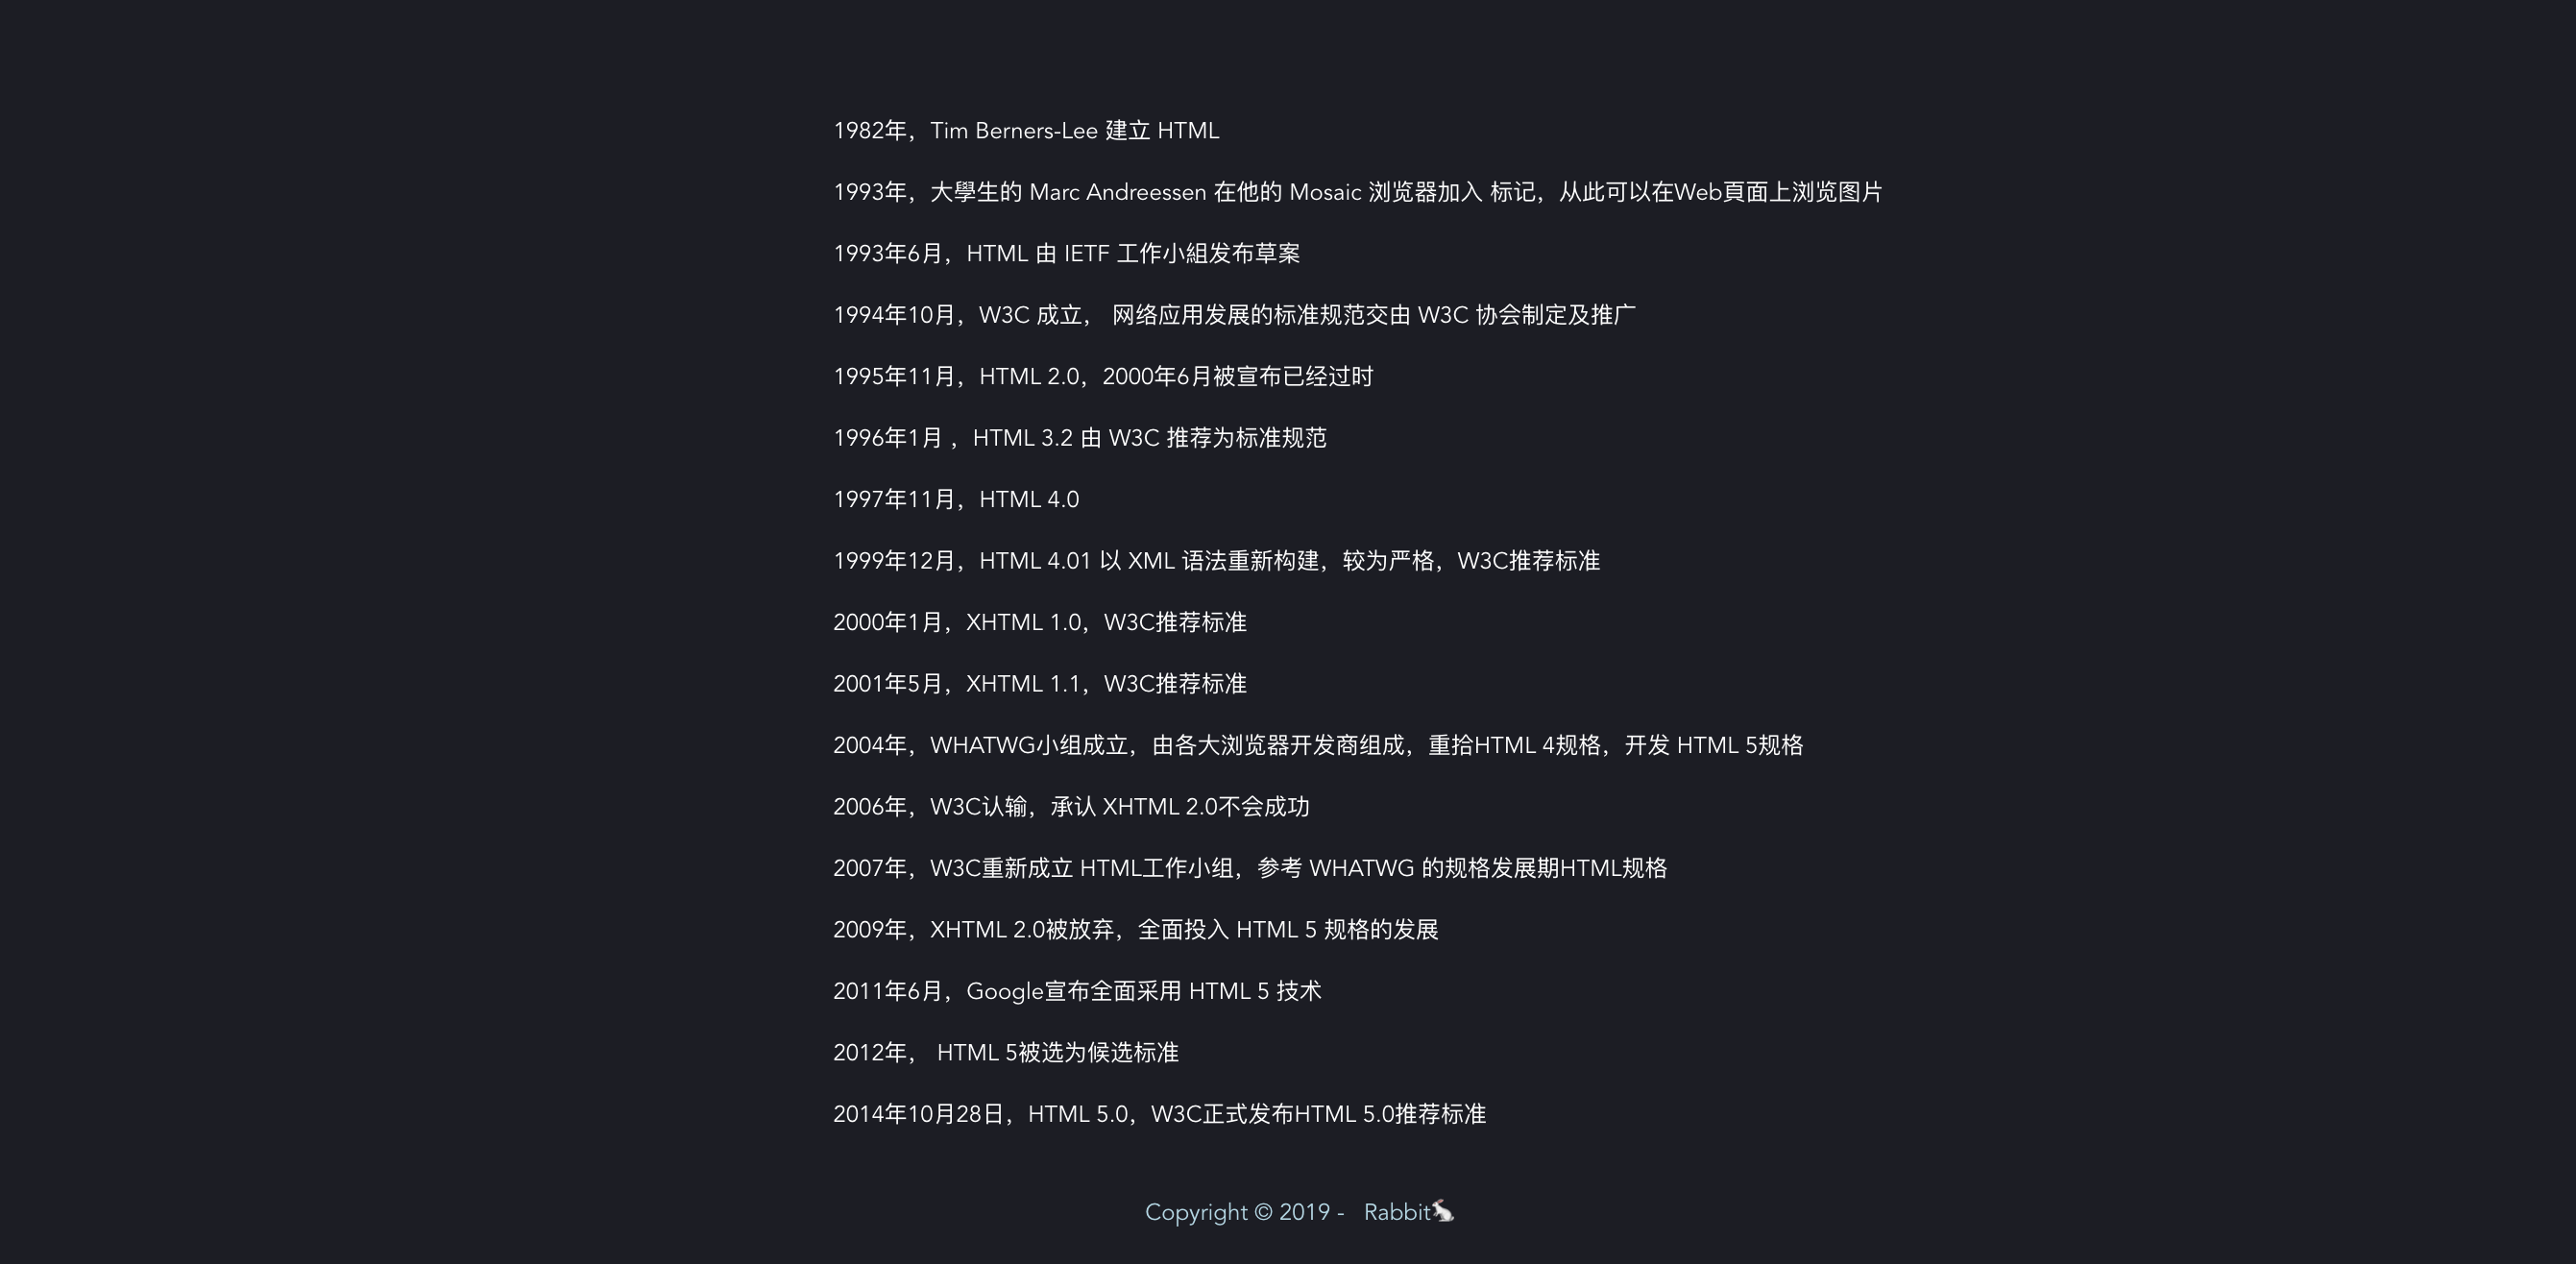 1982年，Tim Berners-Lee 建立 HTML
1993年，大學生的 Marc Andreessen 在他的 Mosaic 浏览器加入 标记，从此可以在Web頁面上浏览图片
1993年6月，HTML 由 IETF 工作小組发布草案
1994年10月，W3C 成立， 网络应用发展的标准规范交由 W3C 协会制定及推广
1995年11月，HTML 2.0，2000年6月被宣布已经过时
1996年1月 ，HTML 3.2 由 W3C 推荐为标准规范
1997年11月，HTML 4.0
1999年12月，HTML 4.01 以 XML 语法重新构建，较为严格，W3C推荐标准
2000年1月，XHTML 1.0，W3C推荐标准
2001年5月，XHTML 1.1，W3C推荐标准
2004年，WHATWG小组成立，由各大浏览器开发商组成，重拾HTML 4规格，开发 HTML 5规格
2006年，W3C认输，承认 XHTML 2.0不会成功
2007年，W3C重新成立 HTML工作小组，参考 WHATWG 的规格发展期HTML规格
2009年，XHTML 2.0被放弃，全面投入 HTML 5 规格的发展
2011年6月，Google宣布全面采用 HTML 5 技术
2012年， HTML 5被选为候选标准
2014年10月28日，HTML 5.0，W3C正式发布HTML 5.0推荐标准
Copyright © 2019 - Rabbit🐇